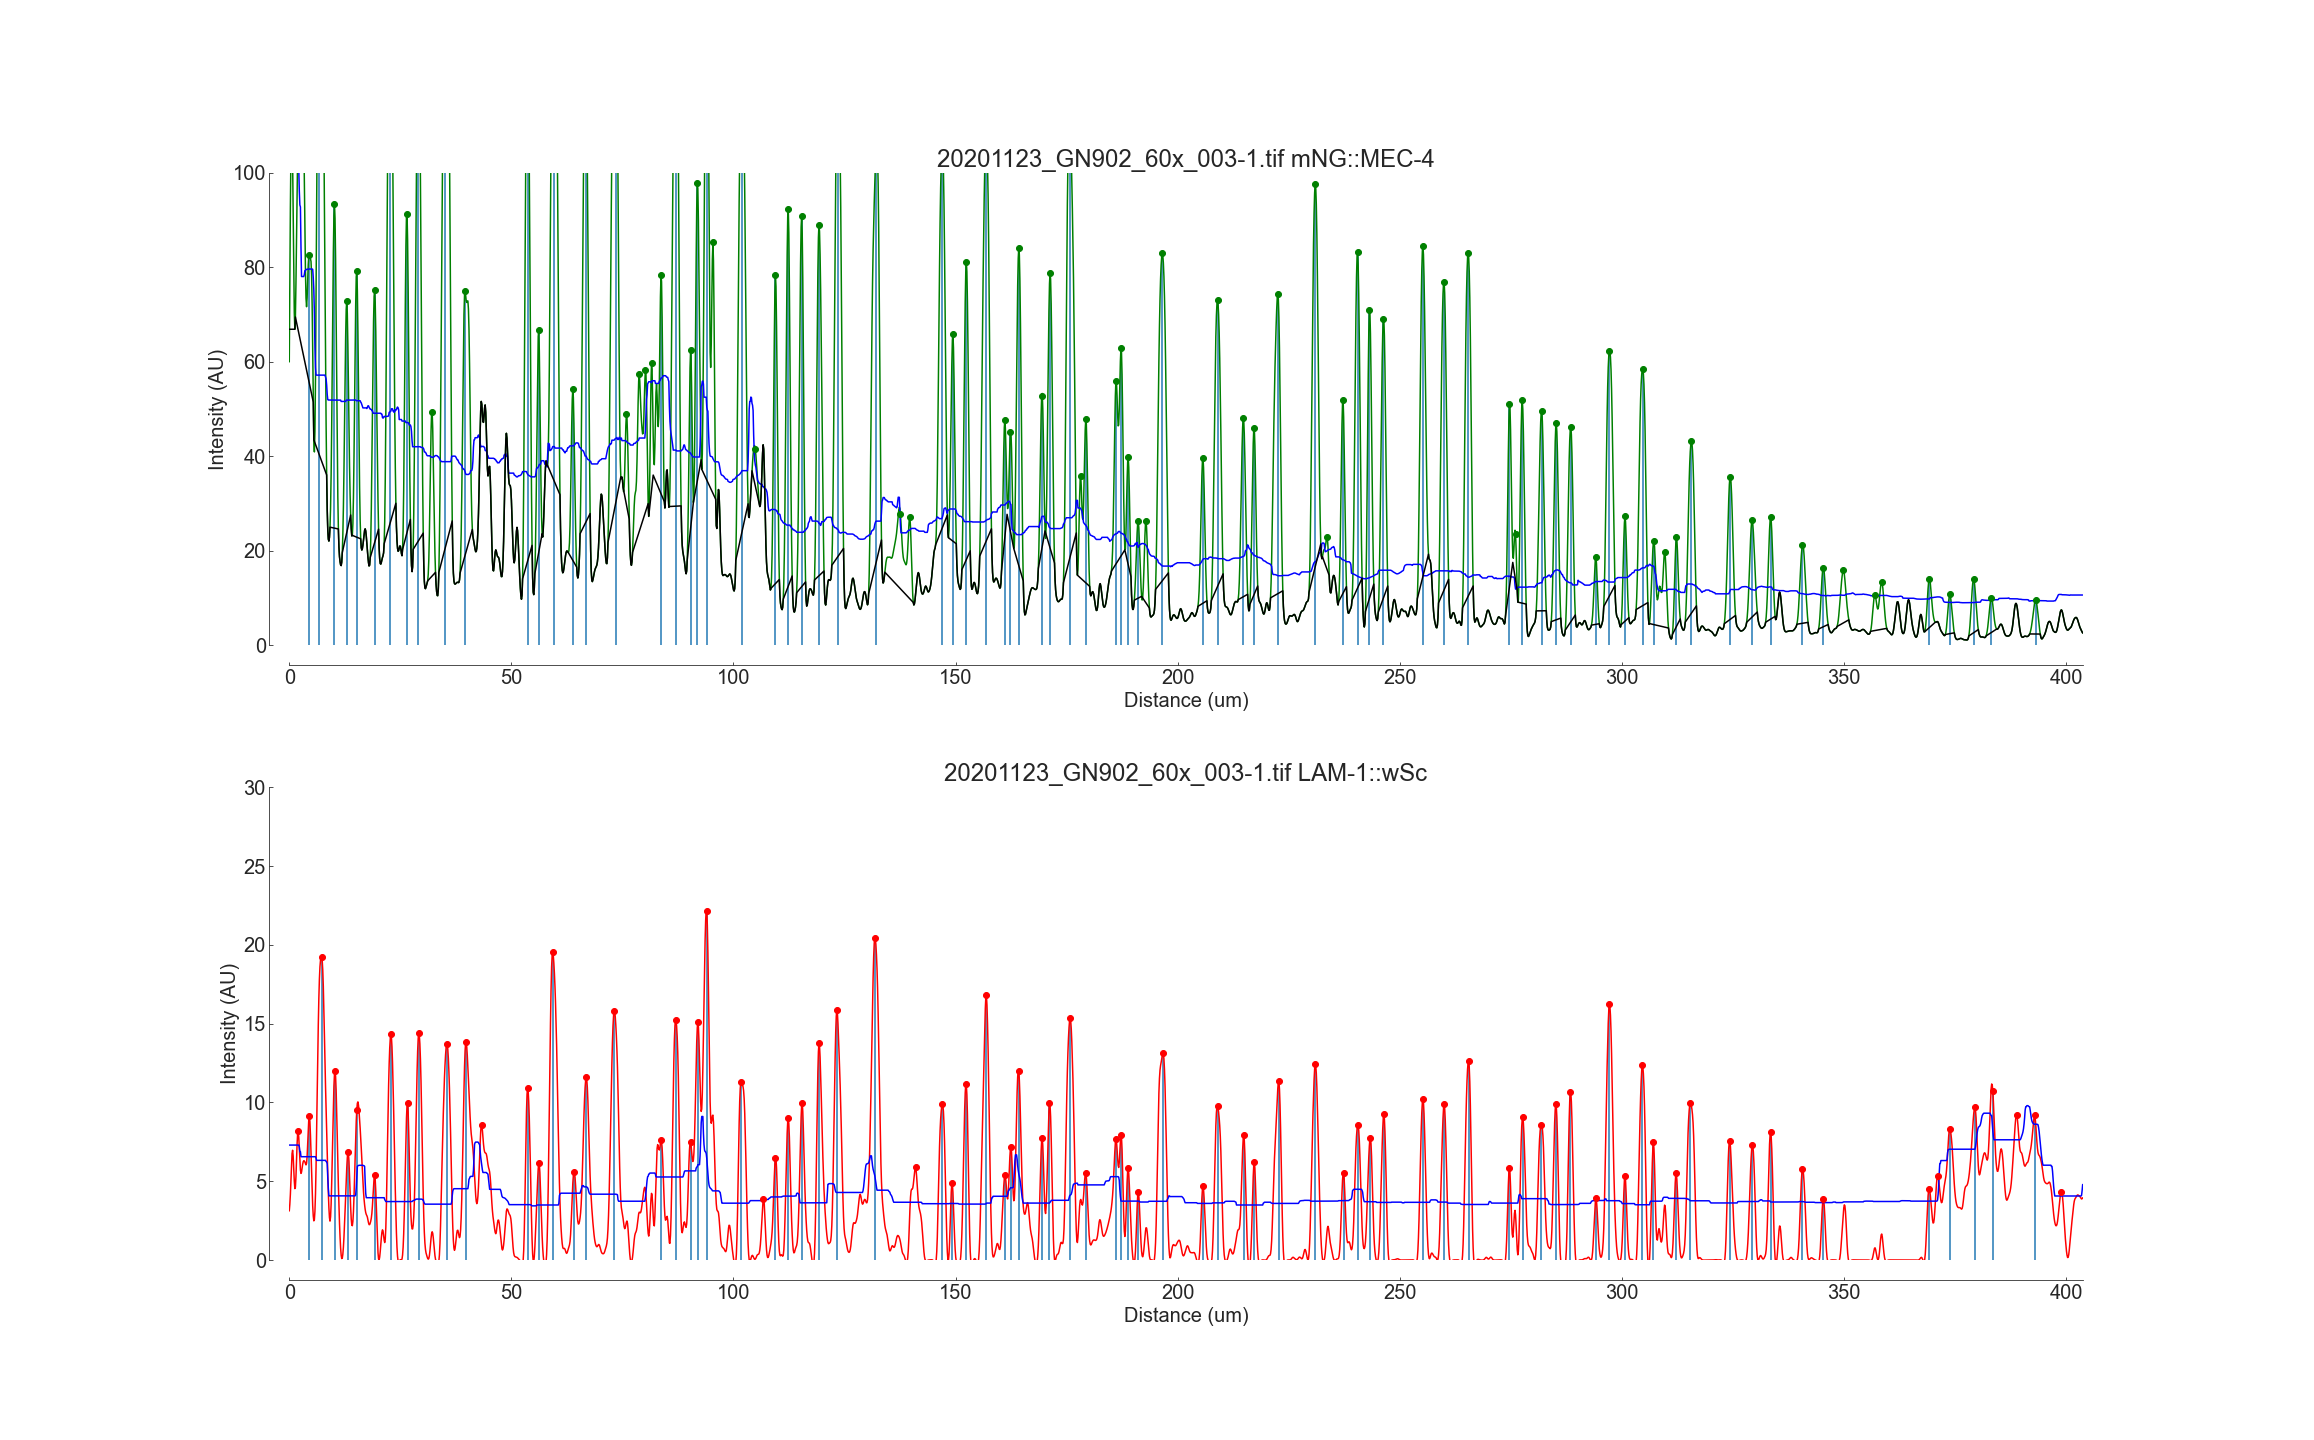 20201123_GN902_60x_003-1.tif mNG::MEC-4
100
80
60
40
20
0
Intensity (AU)
0 50 100 150 200 250 300 350 400
Distance (um)
20201123_GN902_60x_003-1.tif LAM-1::wSc
30
25
20
15
10
5
0
Intensity (AU)
0 50 100 150 200 250 300 350 400
Distance (um)